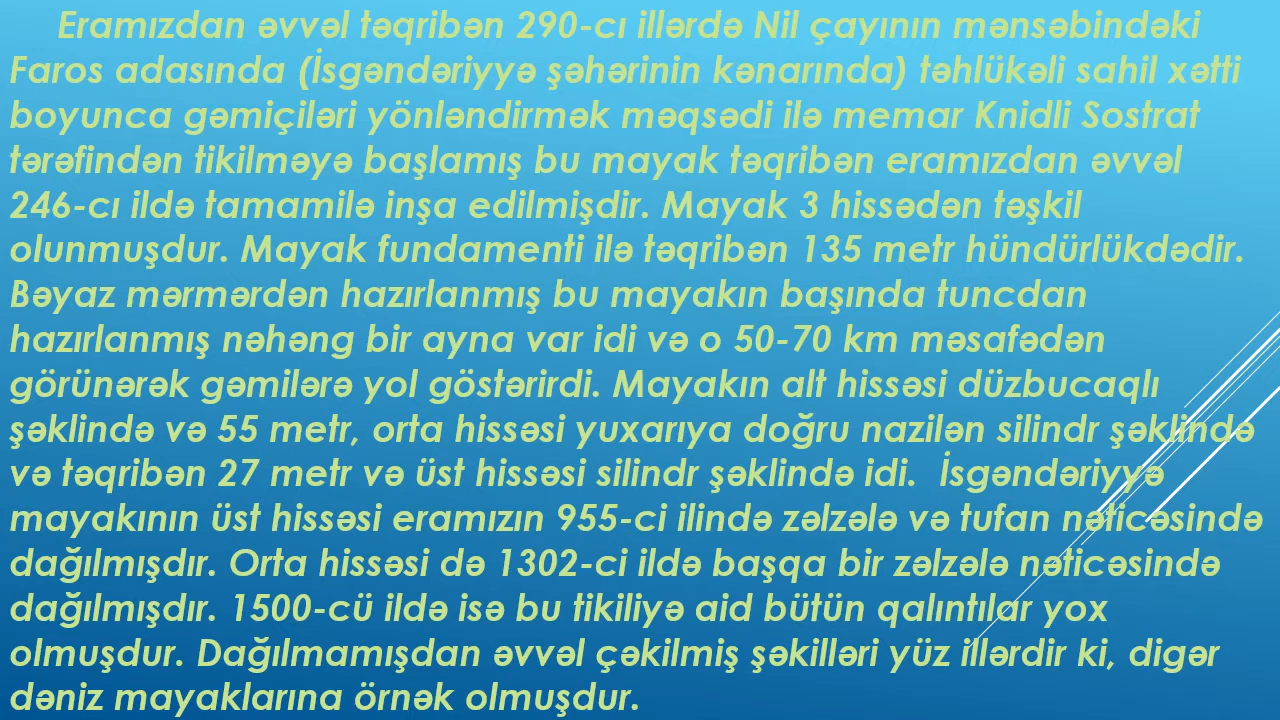 Eramızdan əvvəl təqribən 290-cı illərdə Nil çayının mənsəbindəki
Faros adasında (İsgəndəriyyə şəhərinin kənarında) təhlükəli sahil xətti
boyunca gəmiçiləri yönləndirmək məqsədi ilə memar Knidli Sostrat
tərəfindən tikilməyə başlamış bu mayak təqribən eramızdan əvvəl
246-cı ildə tamamilə inşa edilmişdir. Mayak 3 hissədən təşkil
olunmuşdur. Mayak fundamenti ilə təqribən 135 metr hündürlükdədir.
Bəyaz mərmərdən hazırlanmış bu mayakın başında tuncdan
hazırlanmış nəhəng bir ayna var idi və o 50-70 km məsafədən
görünərək gəmilərə yol göstərirdi. Mayakın alt hissəsi düzbucaqlı
şəklində və 55 metr, orta hissəsi yuxarıya doğru nazilən silindr şəklində
və təqribən 27 metr və üst hissəsi silindr şəklində idi. İsgəndəriyyə
mayakının üst hissəsi eramızın 955-ci ilində zəlzələ və tufan nəticəsində
dağılmışdır. Orta hissəsi də 1302-ci ildə başqa bir zəlzələ nəticəsində
dağılmışdır. 1500-cü ildə isə bu tikiliyə aid bütün qalıntılar yox
olmuşdur. Dağılmamışdan əvvəl çəkilmiş şəkilləri yüz illərdir ki, digər
dəniz mayaklarına örnək olmuşdur.